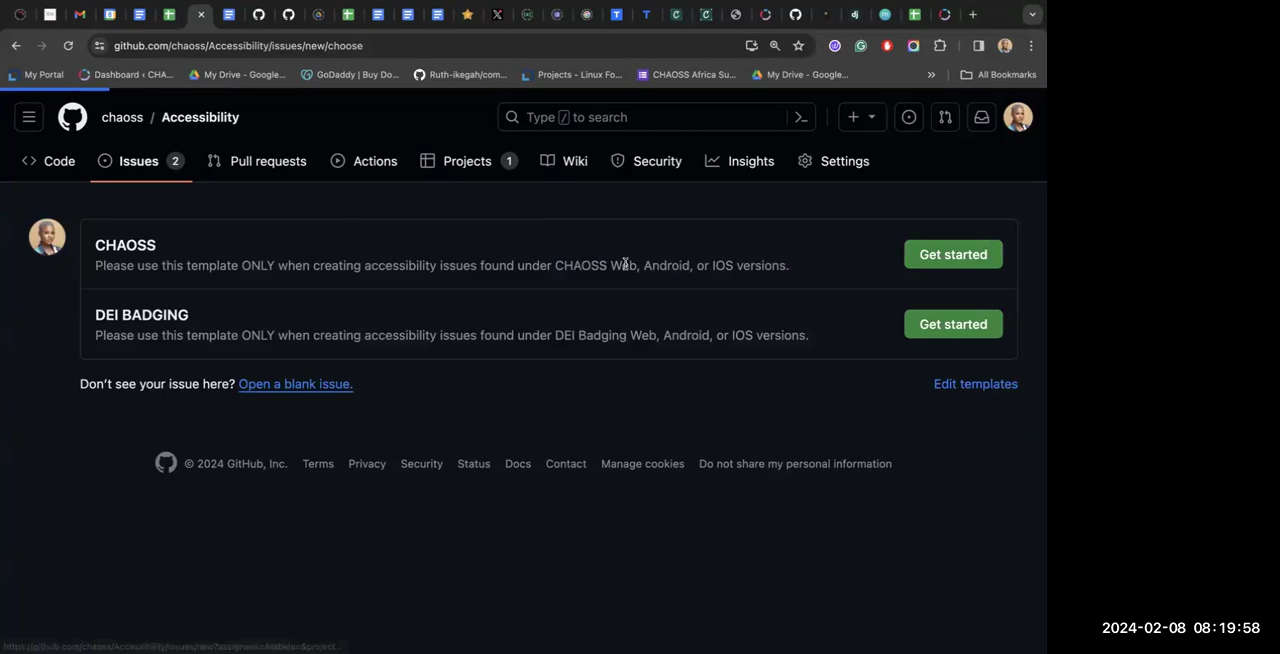 github.com/chaoss/Accessibility/issues/new/choose
My Portal
Dashboard ‹ CHA...
My Drive - Google...
GoDaddy | Buy Do...
Ruth-ikegah/com...
Projects - Linux Fo...
CHAOSS Africa Su...
My Drive - Google...
»
All Bookmarks
chaoss / Accessibility
Type / to search
Code
Issues 2
Pull requests
Actions
Projects 1
Wiki
Security
Insights
Settings
CHAOSS
Please use this template ONLY when creating accessibility issues found under CHAOSS Web, Android, or IOS versions.
Get started
DEI BADGING
Please use this template ONLY when creating accessibility issues found under DEI Badging Web, Android, or IOS versions.
Get started
Don't see your issue here? Open a blank issue.
Edit templates
© 2024 GitHub, Inc.
Terms
Privacy
Security
Status
Docs
Contact
Manage cookies
Do not share my personal information
2024-02-08 08:19:58